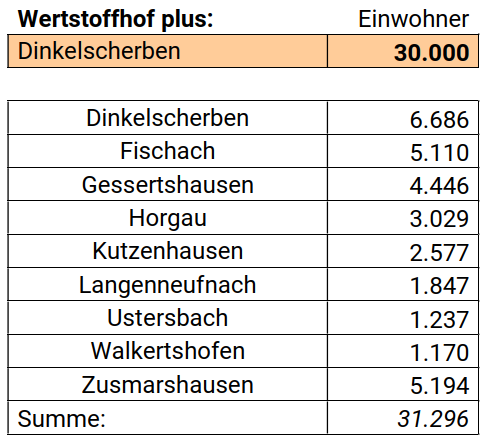 Wertstoffhof plus: Einwohner
Dinkelscherben 30.000
Dinkelscherben 6.686
Fischach 5.110
Gessertshausen 4.446
Horgau 3.029
Kutzenhausen 2.577
Langenneufnach 1.847
Ustersbach 1.237
Walkertshofen 1.170
Zusmarshausen 5.194
Summe: 31.296